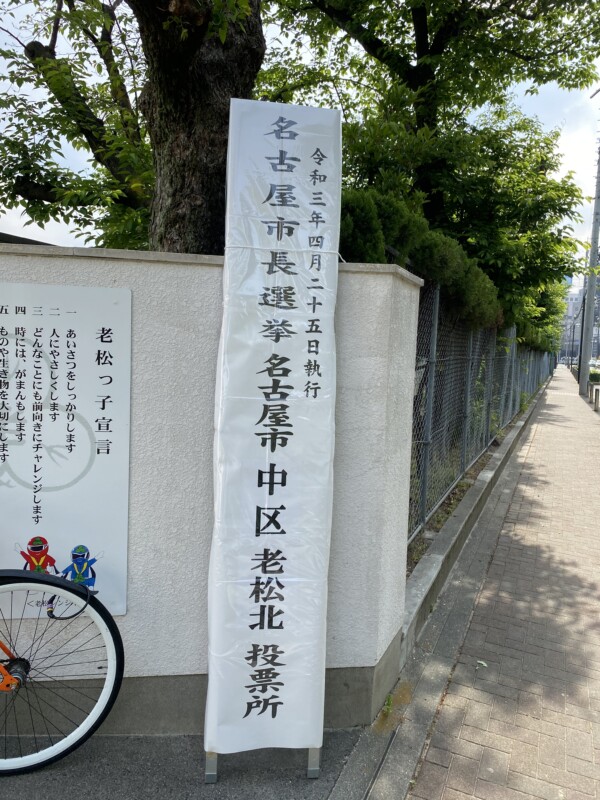 令和三年四月二十五日執行
名古屋市長選挙 名古屋市 中区 老松北 投票所
老松っ子宣言
一 あいさつをしっかりします
二 人にやさしくします
三 どんなことにも前向きにチャレンジします
四 時には、がまんもします
五 ものや生き物を大切にします